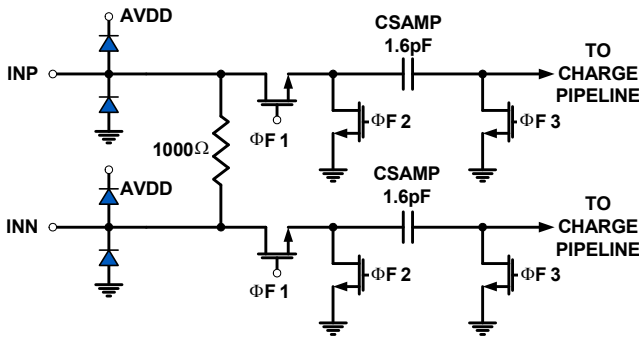 AVDD
CSAMP
1.6pF
TO
CHARGE
PIPELINE
INP
ΦF 1
ΦF 2
ΦF 3
1000Ω
AVDD
CSAMP
1.6pF
TO
CHARGE
PIPELINE
INN
ΦF 1
ΦF 2
ΦF 3